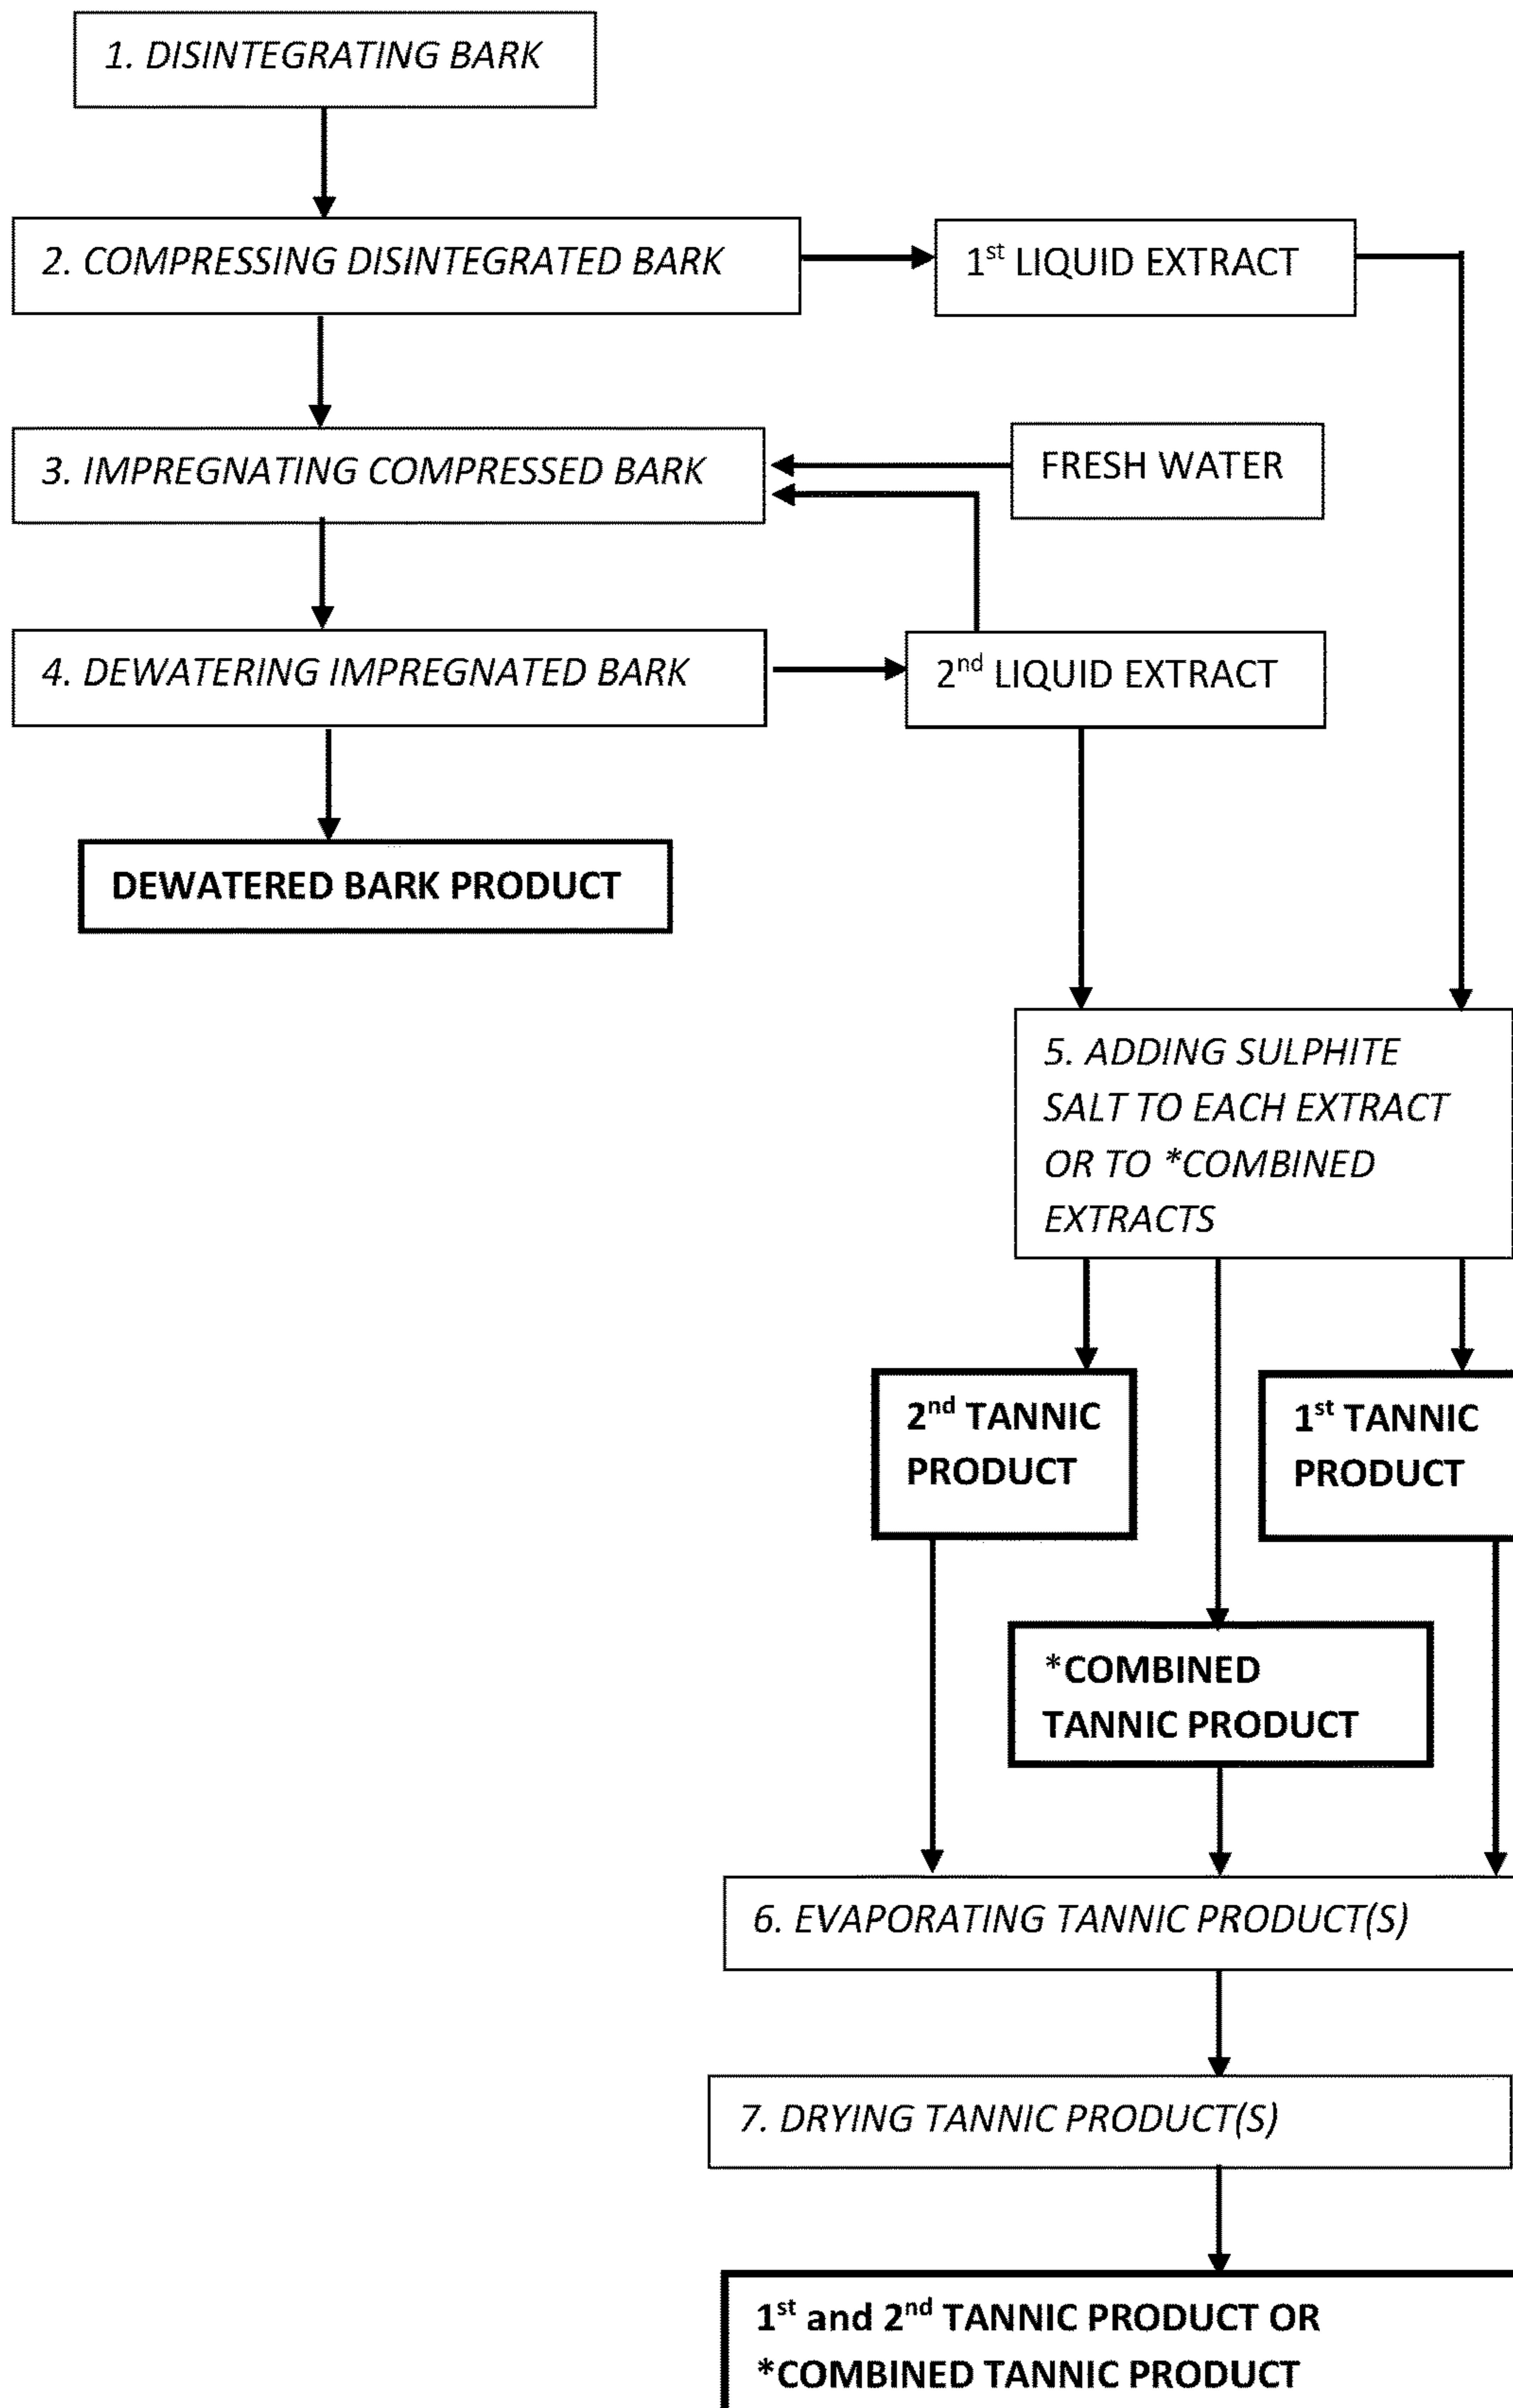 1. DISINTEGRATING BARK
2. COMPRESSING DISINTEGRATED BARK
1st LIQUID EXTRACT
3. IMPREGNATING COMPRESSED BARK
FRESH WATER
4. DEWATERING IMPREGNATED BARK
2nd LIQUID EXTRACT
DEWATERED BARK PRODUCT
5. ADDING SULPHITE
SALT TO EACH EXTRACT
OR TO *COMBINED
EXTRACTS
2nd TANNIC
PRODUCT
1st TANNIC
PRODUCT
*COMBINED
TANNIC PRODUCT
6. EVAPORATING TANNIC PRODUCT(S)
7. DRYING TANNIC PRODUCT(S)
1st and 2nd TANNIC PRODUCT OR
*COMBINED TANNIC PRODUCT